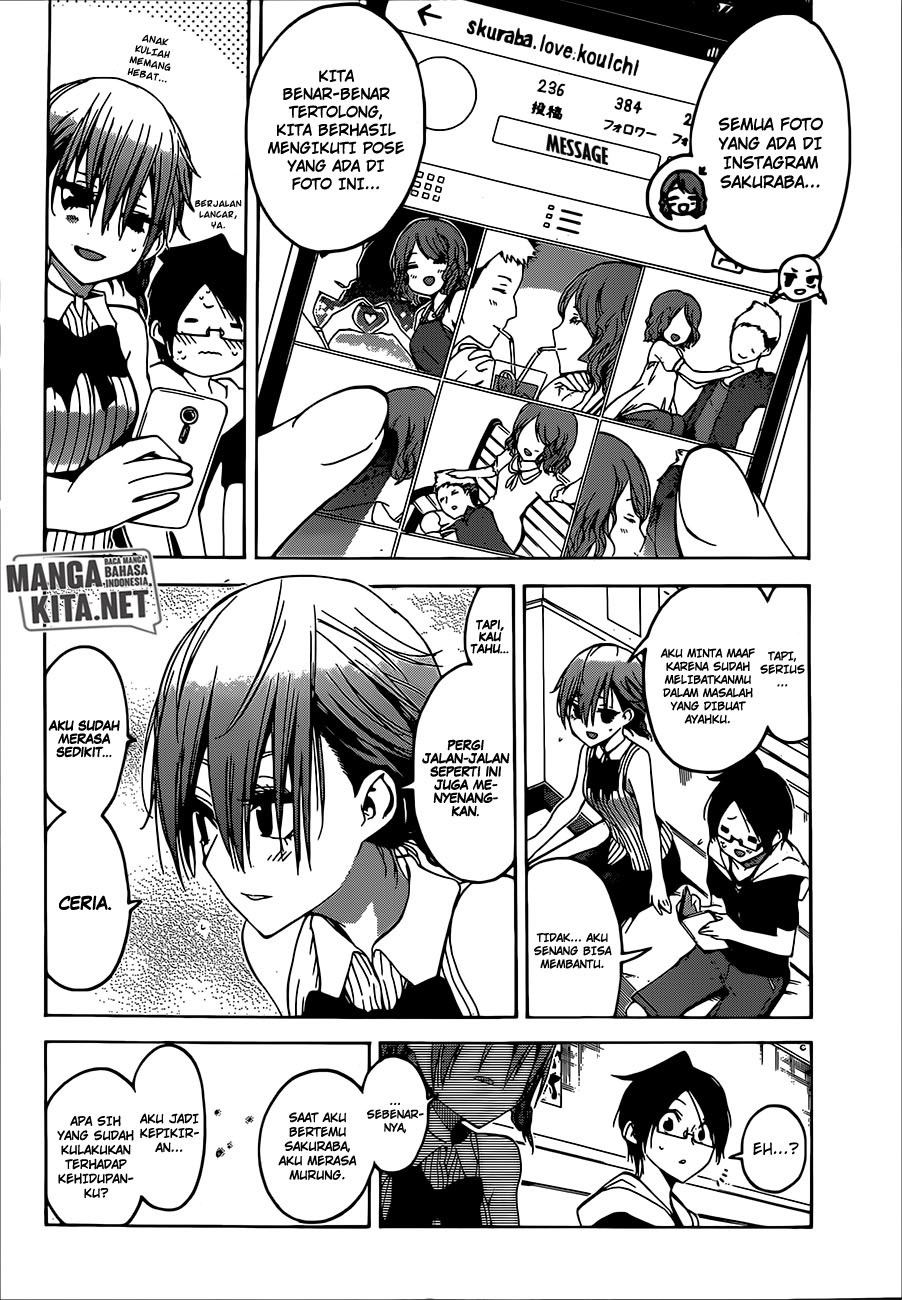 skuraba.love.kouichi
236
投稿
384
フォロワー
2
フォ
MESSAGE
SEMUA FOTO
YANG ADA DI
INSTAGRAM
SAKURABA...
KITA
BENAR-BENAR
TERTOLONG,
KITA BERHASIL
MENGIKUTI POSE
YANG ADA DI
FOTO INI...
ANAK
KULIAH
MEMANG
HEBAT...
BERJALAN
LANCAR,
YA.
MANGA
KITA.NET
BACA MANGA
BAHASA
INDONESIA
TAPI,
SERIUS
...
AKU MINTA MAAF
KARENA SUDAH
MELIBATKANMU
DALAM MASALAH
YANG DIBUAT
AYAHKU.
TIDAK... AKU
SENANG BISA
MEMBANTU.
TAPI,
KAU
TAHU...
PERGI
JALAN-JALAN
SEPERTI INI
JUGA ME-
NYENANG-
KAN.
AKU SUDAH
MERASA
SEDIKIT...
CERIA.
EH...?
...
SEBENAR-
NYA,
SAAT AKU
BERTEMU
SAKURABA,
AKU MERASA
MURUNG.
AKU JADI
KEPIKIR-
AN...
APA SIH
YANG SUDAH
KULAKUKAN
TERHADAP
KEHIDUPAN-
KU?